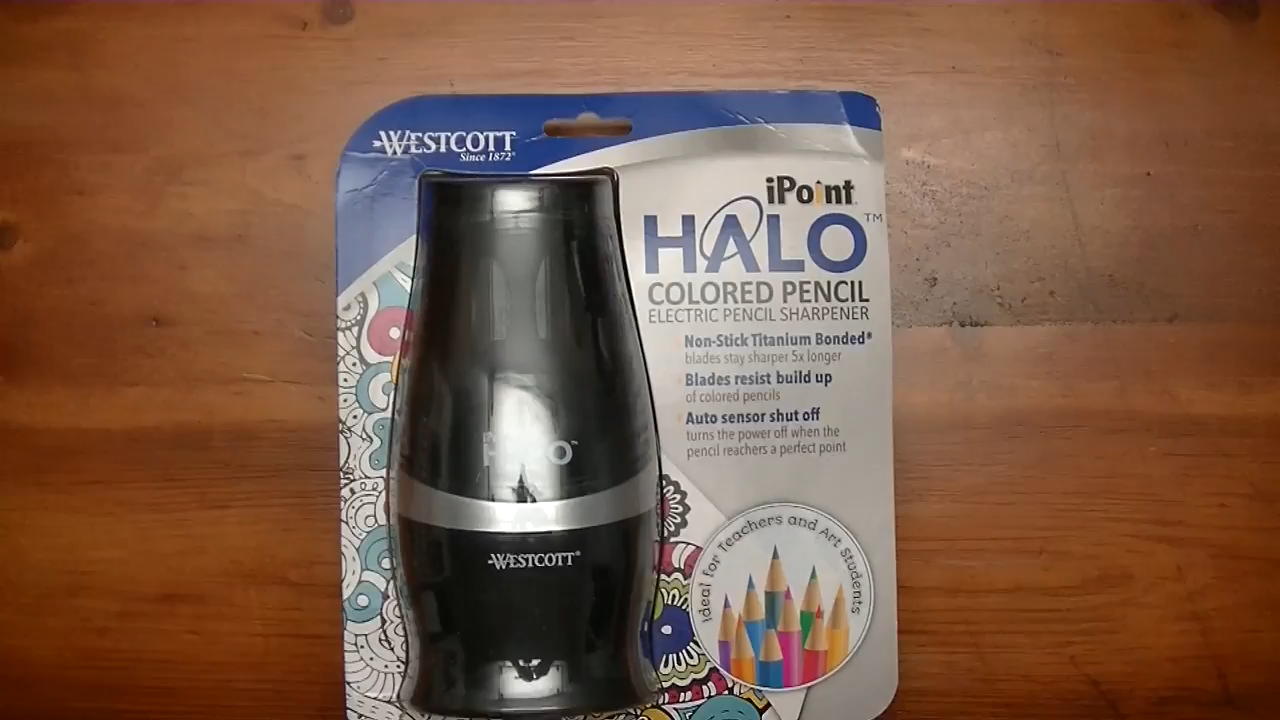 WESTCOTT
Since 1872®
iPoint®
HALO™
COLORED PENCIL
ELECTRIC PENCIL SHARPENER
Non-Stick Titanium Bonded®
blades stay sharper 5x longer
Blades resist build up
of colored pencils
Auto sensor shut off
turns the power off when the
pencil reachers a perfect point
HALO™
WESTCOTT®
Ideal for Teachers and Art Students